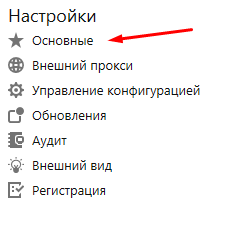 Настройки
Основные
Внешний прокси
Управление конфигурацией
Обновления
Аудит
Внешний вид
Регистрация